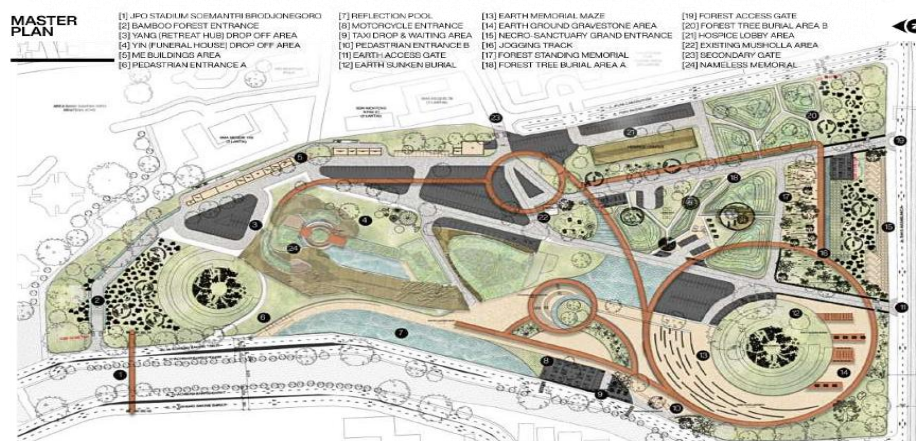 MASTER
PLAN
[1] JPO STADIUM SOEMANTRI BRODJONEGORO
[2] BAMBOO FOREST ENTRANCE
[3] YANG (RETREAT HUB) DROP OFF AREA
[4] YIN (FUNERAL HOUSE) DROP OFF AREA
[5] ME BUILDINGS AREA
[6] PEDASTRIAN ENTRANCE A
[7] REFLECTION POOL
[8] MOTORCYCLE ENTRANCE
[9] TAXI DROP & WAITING AREA
[10] PEDASTRIAN ENTRANCE B
[11] EARTH ACCESS GATE
[12] EARTH SUNKEN BURIAL
[13] EARTH MEMORIAL MAZE
[14] EARTH GROUND GRAVESTONE AREA
[15] NECRO-SANCTUARY GRAND ENTRANCE
[16] JOGGING TRACK
[17] FOREST STANDING MEMORIAL
[18] FOREST TREE BURIAL AREA A
[19] FOREST ACCESS GATE
[20] FOREST TREE BURIAL AREA B
[21] HOSPICE LOBBY AREA
[22] EXISTING MUSHOLLA AREA
[23] SECONDARY GATE
[24] NAMELESS MEMORIAL
23
20
21
19
5
18
17
22
3
4
15
24
16
2
11
12
6
7
13
14
8
1
9
10